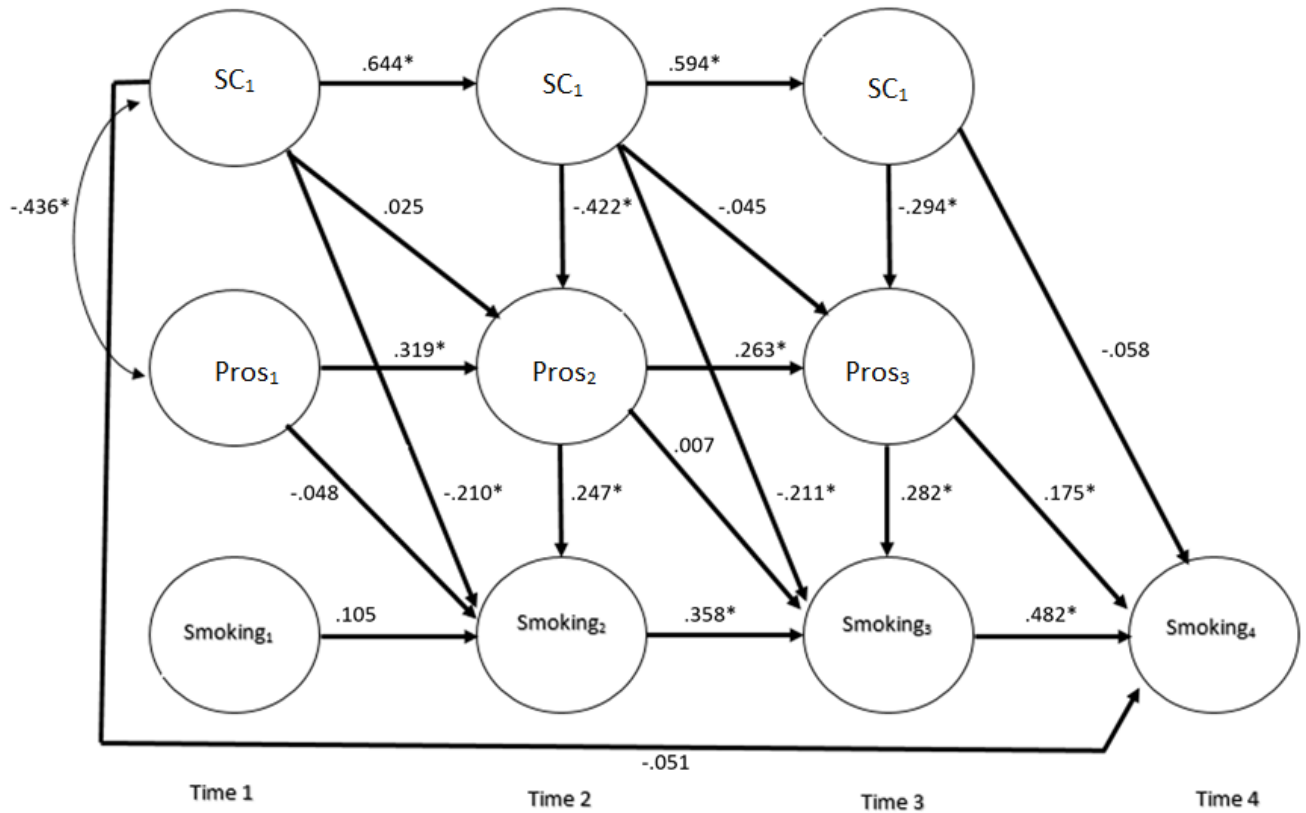 .644*
.594*
SC₁
SC₁
SC₁
-.436*
.025
-.422*
-.045
-.294*
.319*
.263*
-.058
Pros₁
Pros₂
Pros₃
.007
-.048
-.210*
.247*
-.211*
.282*
.175*
.105
.358*
.482*
Smoking₁
Smoking₂
Smoking₃
Smoking₄
-.051
Time 1
Time 2
Time 3
Time 4